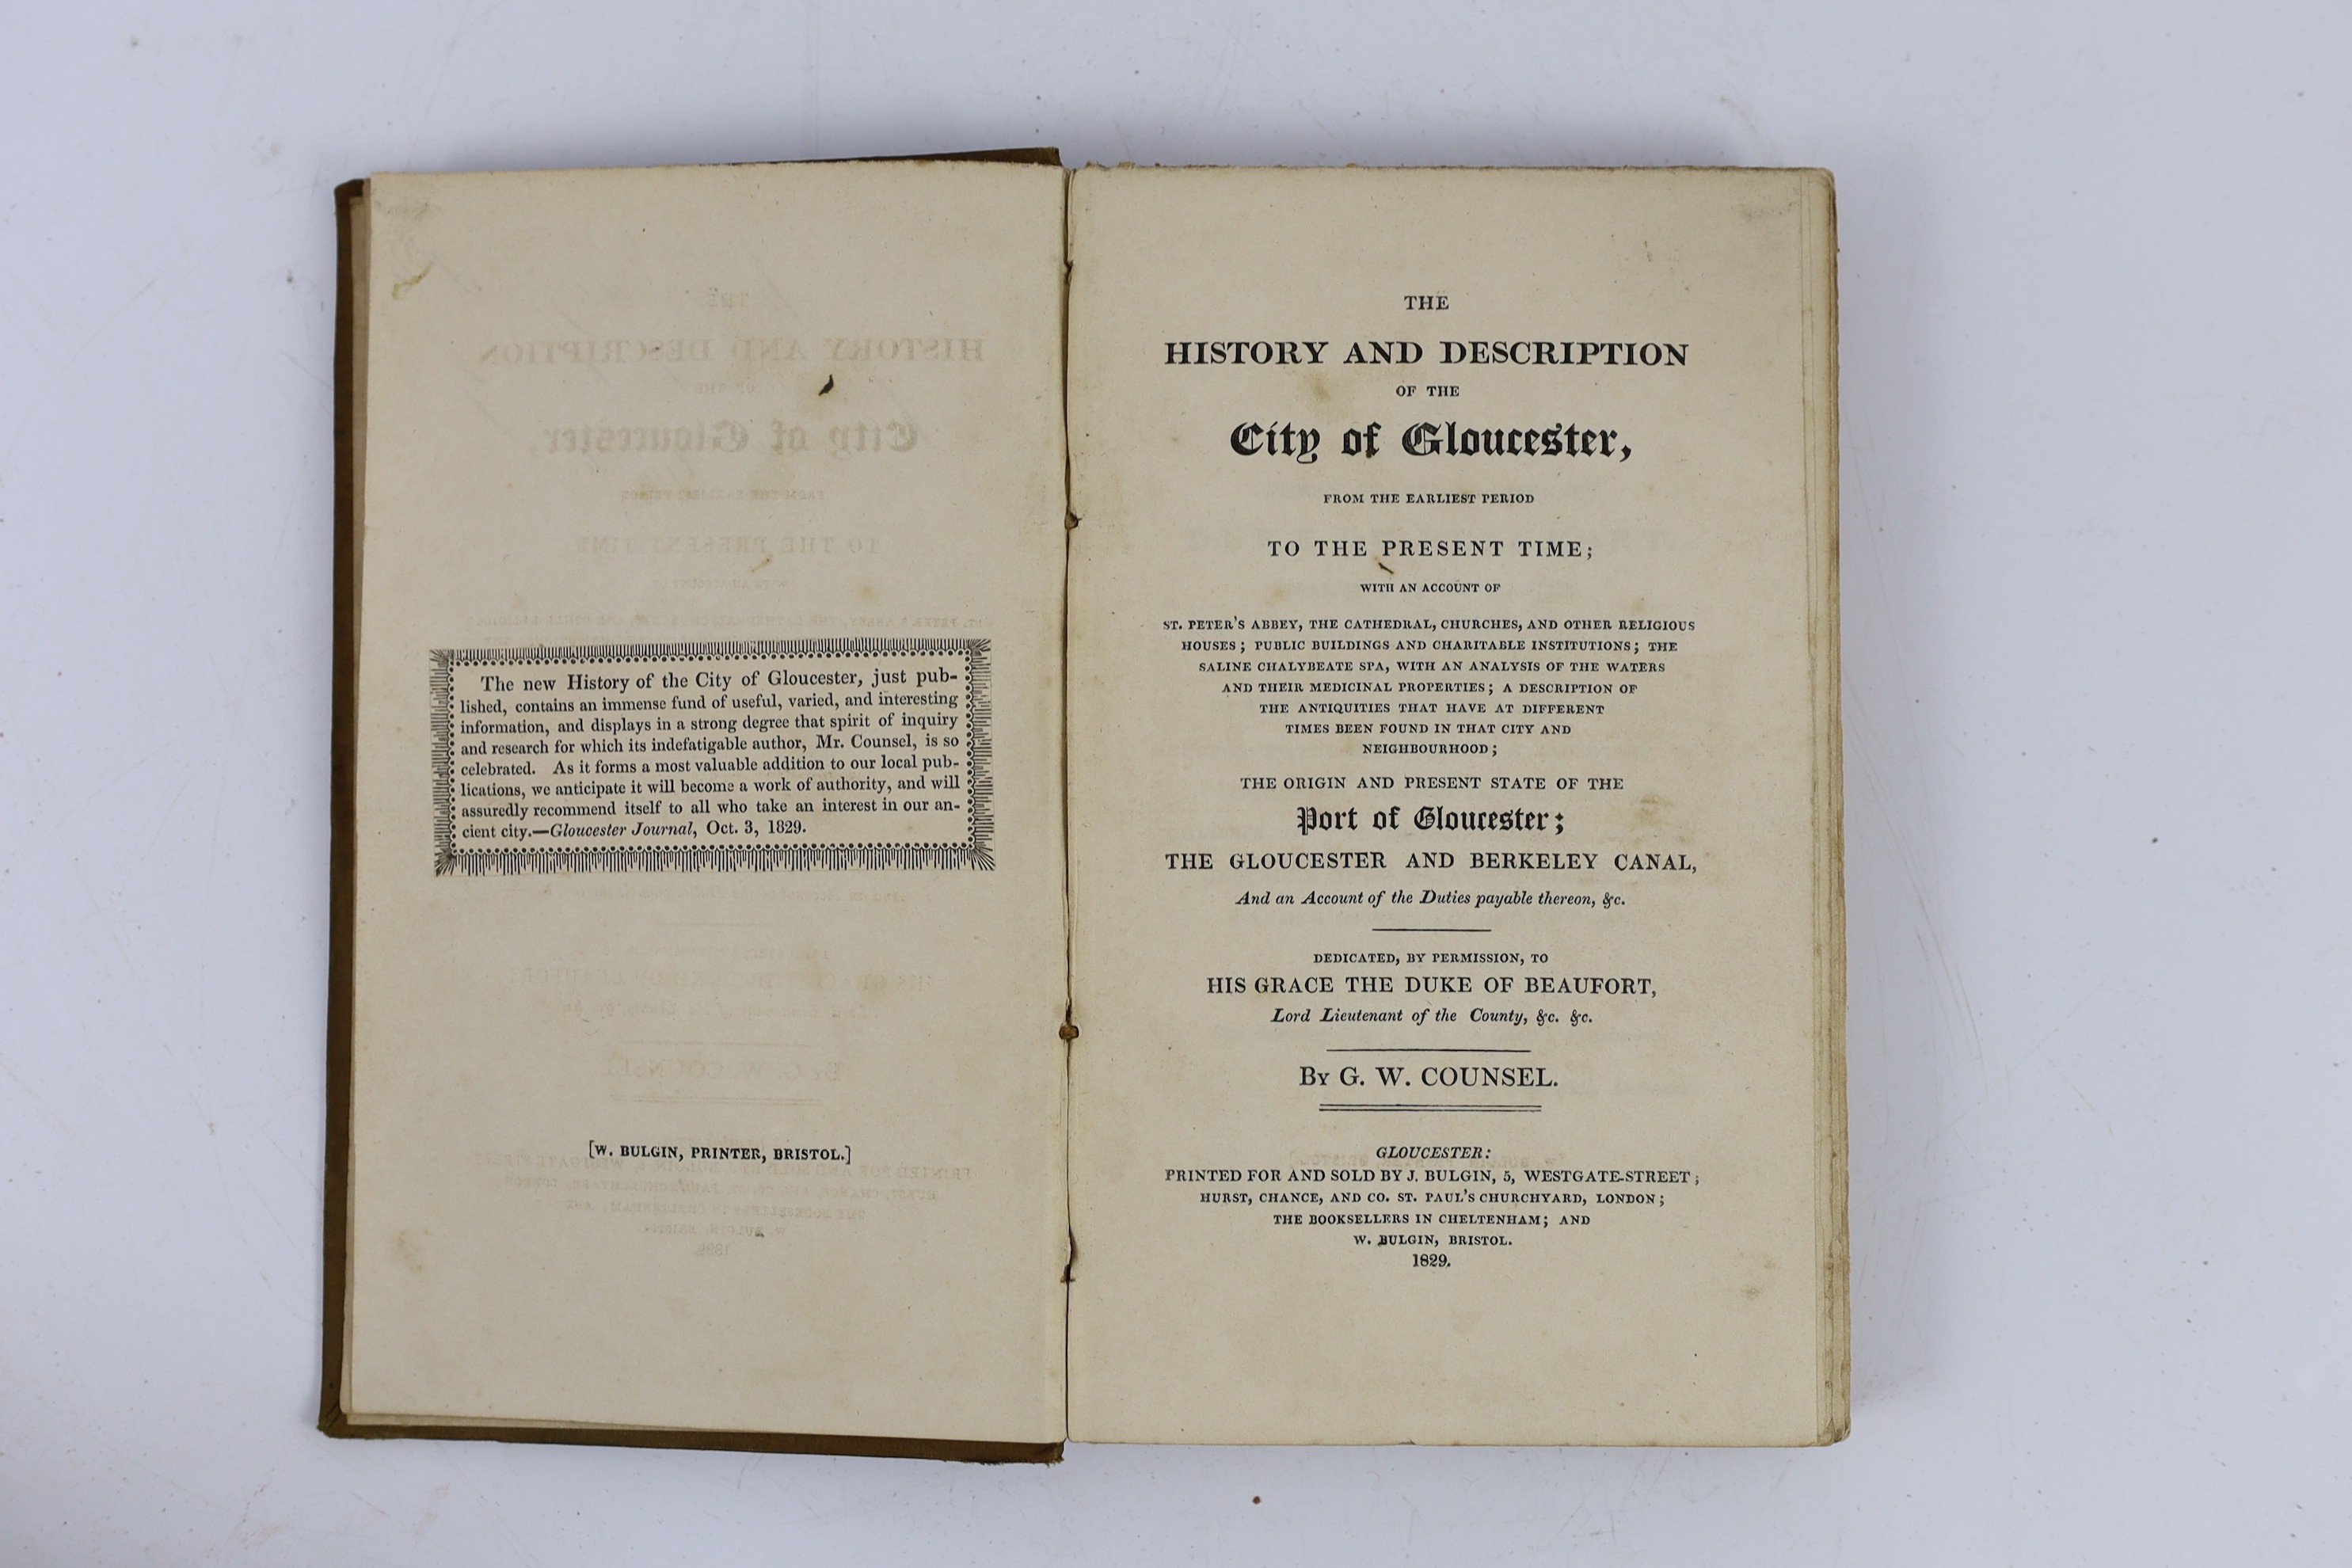 The new History of the City of Gloucester, just pub-
lished, contains an immense fund of useful, varied, and interesting
information, and displays in a strong degree that spirit of inquiry
and research for which its indefatigable author, Mr. Counsel, is so
celebrated. As it forms a most valuable addition to our local pub-
lications, we anticipate it will become a work of authority, and will
assuredly recommend itself to all who take an interest in our an-
cient city.—Gloucester Journal, Oct. 3, 1829.
[W. BULGIN, PRINTER, BRISTOL.]
THE
HISTORY AND DESCRIPTION
OF THE
City of Gloucester,
FROM THE EARLIEST PERIOD
TO THE PRESENT TIME;
WITH AN ACCOUNT OF
ST. PETER'S ABBEY, THE CATHEDRAL, CHURCHES, AND OTHER RELIGIOUS
HOUSES; PUBLIC BUILDINGS AND CHARITABLE INSTITUTIONS; THE
SALINE CHALYBEATE SPA, WITH AN ANALYSIS OF THE WATERS
AND THEIR MEDICINAL PROPERTIES; A DESCRIPTION OF
THE ANTIQUITIES THAT HAVE AT DIFFERENT
TIMES BEEN FOUND IN THAT CITY AND
NEIGHBOURHOOD;
THE ORIGIN AND PRESENT STATE OF THE
Port of Gloucester;
THE GLOUCESTER AND BERKELEY CANAL,
And an Account of the Duties payable thereon, &c.
DEDICATED, BY PERMISSION, TO
HIS GRACE THE DUKE OF BEAUFORT,
Lord Lieutenant of the County, &c. &c.
BY G. W. COUNSEL.
GLOUCESTER:
PRINTED FOR AND SOLD BY J. BULGIN, 5, WESTGATE-STREET;
HURST, CHANCE, AND CO. ST. PAUL'S CHURCHYARD, LONDON;
THE BOOKSELLERS IN CHELTENHAM; AND
W. BULGIN, BRISTOL.
1829.